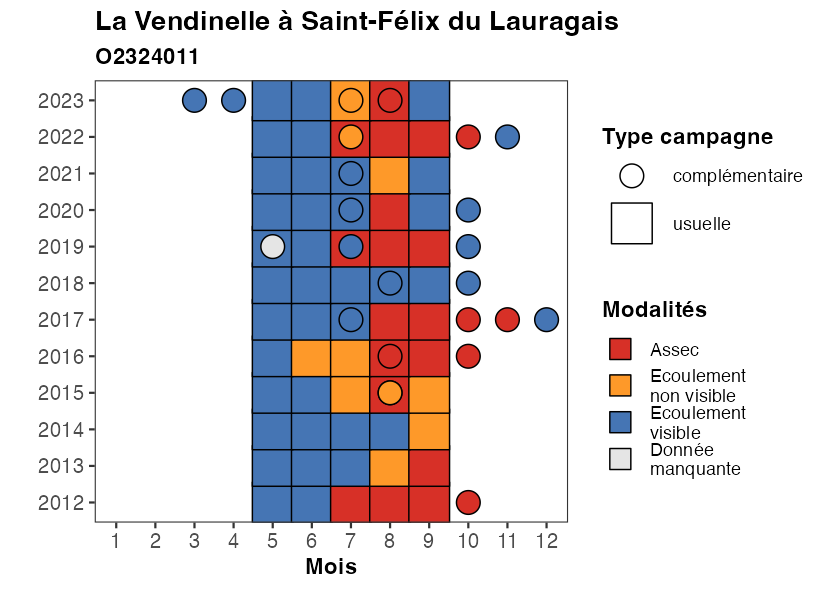 La Vendinelle à Saint-Félix du Lauragais
O2324011
2023
2022
2021
2020
2019
2018
2017
2016
2015
2014
2013
2012
1 2 3 4 5 6 7 8 9 10 11 12
Mois
Type campagne
complémentaire
usuelle
Modalités
Assec
Ecoulement
non visible
Ecoulement
visible
Donnée
manquante